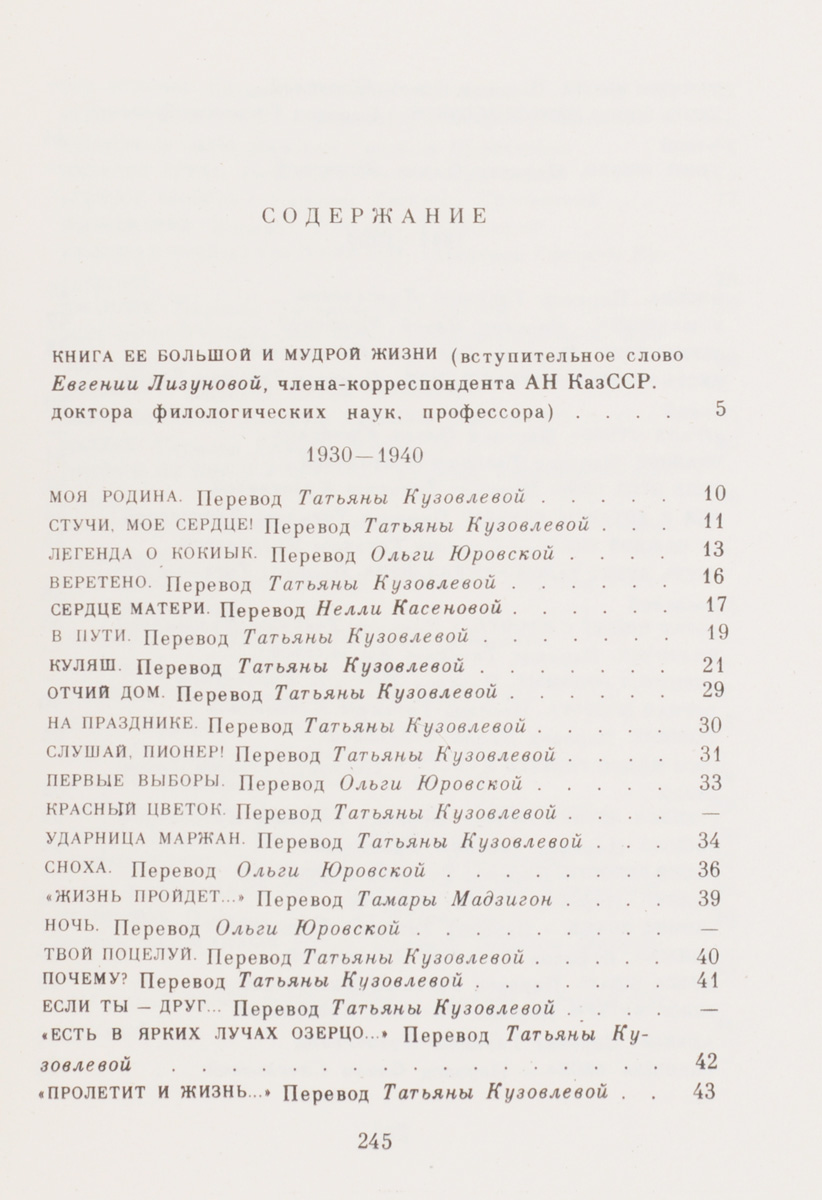 СОДЕРЖАНИЕ
КНИГА ЕЕ БОЛЬШОЙ И МУДРОЙ ЖИЗНИ (вступительное слово
Евгении Лизуновой, члена-корреспондента АН КазССР.
доктора филологических наук, профессора) . . . . 5
1930—1940
МОЯ РОДИНА. Перевод Татьяны Кузовлевой . . . . . 10
СТУЧИ, МОЕ СЕРДЦЕ! Перевод Татьяны Кузовлевой . . . 11
ЛЕГЕНДА О КОКИЫК. Перевод Ольги Юровской . . . . 13
ВЕРЕТЕНО. Перевод Татьяны Кузовлевой . . . . . . 16
СЕРДЦЕ МАТЕРИ. Перевод Нелли Касеновой . . . . . . 17
В ПУТИ. Перевод Татьяны Кузовлевой . . . . . . . 19
КУЛЯШ. Перевод Татьяны Кузовлевой . . . . . . . 21
ОТЧИЙ ДОМ. Перевод Татьяны Кузовлевой . . . . . . 29
НА ПРАЗДНИКЕ. Перевод Татьяны Кузовлевой . . . . . 30
СЛУШАЙ, ПИОНЕР! Перевод Татьяны Кузовлевой . . . . 31
ПЕРВЫЕ ВЫБОРЫ. Перевод Ольги Юровской . . . . . 33
КРАСНЫЙ ЦВЕТОК. Перевод Татьяны Кузовлевой . . . . —
УДАРНИЦА МАРЖАН. Перевод Татьяны Кузовлевой . . . 34
СНОХА. Перевод Ольги Юровской . . . . . . . . 36
«ЖИЗНЬ ПРОЙДЕТ...» Перевод Тамары Мадзигон . . . . 39
НОЧЬ. Перевод Ольги Юровской . . . . . . . . . —
ТВОЙ ПОЦЕЛУЙ. Перевод Татьяны Кузовлевой . . . . . 40
ПОЧЕМУ? Перевод Татьяны Кузовлевой . . . . . . . 41
ЕСЛИ ТЫ — ДРУГ... Перевод Татьяны Кузовлевой . . . . —
«ЕСТЬ В ЯРКИХ ЛУЧАХ ОЗЕРЦО...» Перевод Татьяны Ку-
зовлевой . . . . . . . . . . . . . . . . . 42
«ПРОЛЕТИТ И ЖИЗНЬ...» Перевод Татьяны Кузовлевой . . 43
245